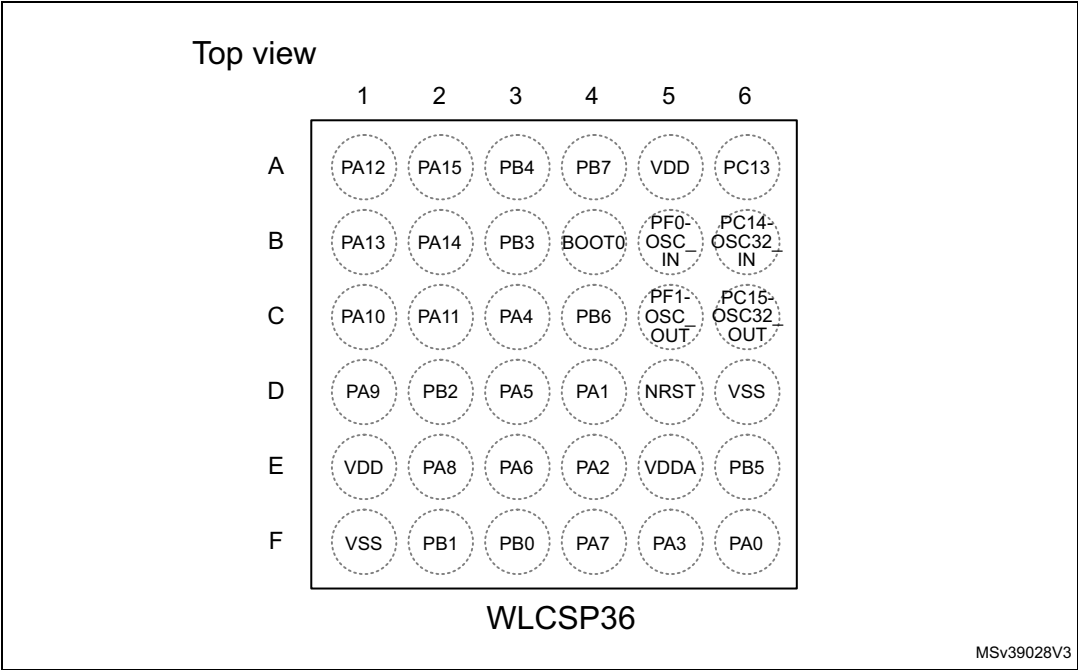 Top view
1 2 3 4 5 6
A PA12 PA15 PB4 PB7 VDD PC13
B PA13 PA14 PB3 BOOT0 PF0-OSC_IN PC14-OSC32_IN
C PA10 PA11 PA4 PB6 PF1-OSC_OUT PC15-OSC32_OUT
D PA9 PB2 PA5 PA1 NRST VSS
E VDD PA8 PA6 PA2 VDDA PB5
F VSS PB1 PB0 PA7 PA3 PA0
WLCSP36
MSv39028V3